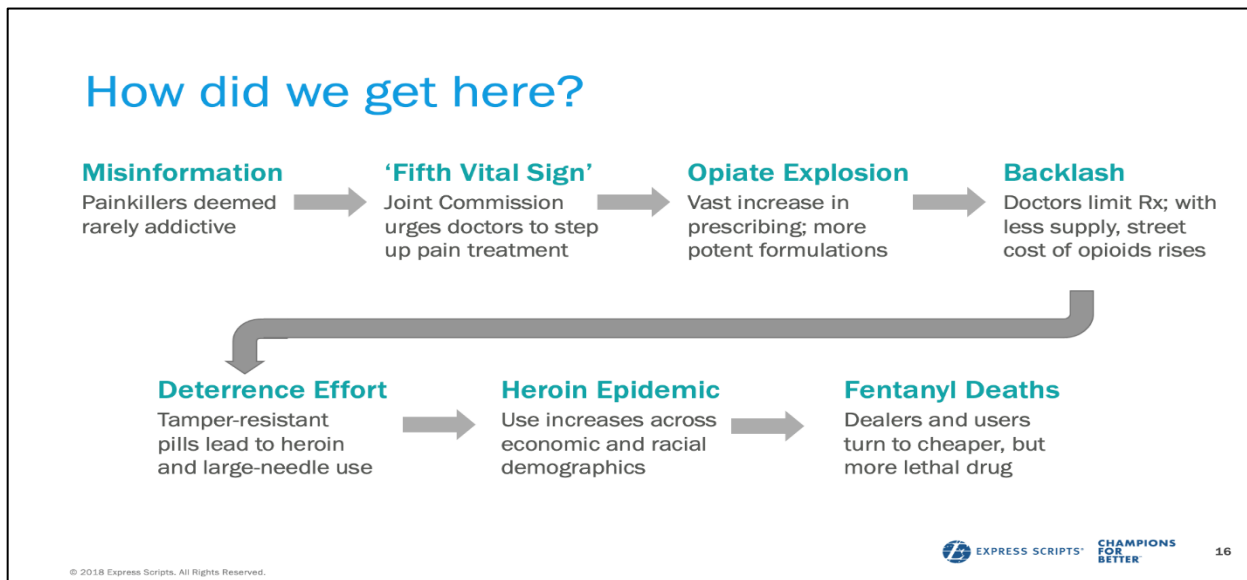 How did we get here?
Misinformation
Painkillers deemed
rarely addictive
‘Fifth Vital Sign’
Joint Commission
urges doctors to step
up pain treatment
Opiate Explosion
Vast increase in
prescribing; more
potent formulations
Backlash
Doctors limit Rx; with
less supply, street
cost of opioids rises
Deterrence Effort
Tamper-resistant
pills lead to heroin
and large-needle use
Heroin Epidemic
Use increases across
economic and racial
demographics
Fentanyl Deaths
Dealers and users
turn to cheaper, but
more lethal drug
© 2018 Express Scripts. All Rights Reserved.
EXPRESS SCRIPTS®
CHAMPIONS
FOR
BETTER™
16